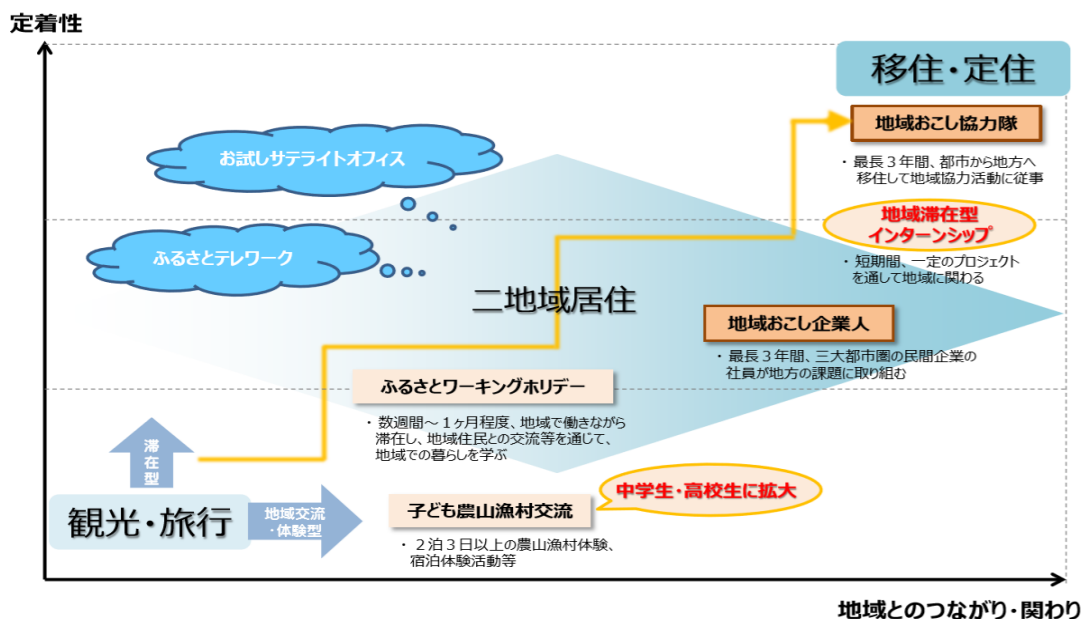 定着性
移住・定住
地域おこし協力隊
・最長３年間、都市から地方へ
移住して地域協力活動に従事
お試しサテライトオフィス
地域滞在型
インターンシップ
ふるさとテレワーク
・短期間、一定のプロジェクト
を通して地域に関わる
二地域居住
地域おこし企業人
・最長３年間、三大都市圏の民間企業の
社員が地方の課題に取り組む
ふるさとワーキングホリデー
・数週間～１ヶ月程度、地域で働きながら
滞在し、地域住民との交流等を通じて、
地域での暮らしを学ぶ
滞在型
中学生・高校生に拡大
観光・旅行
地域交流
・体験型
子ども農山漁村交流
・２泊３日以上の農山漁村体験、
宿泊体験活動等
地域とのつながり・関わり